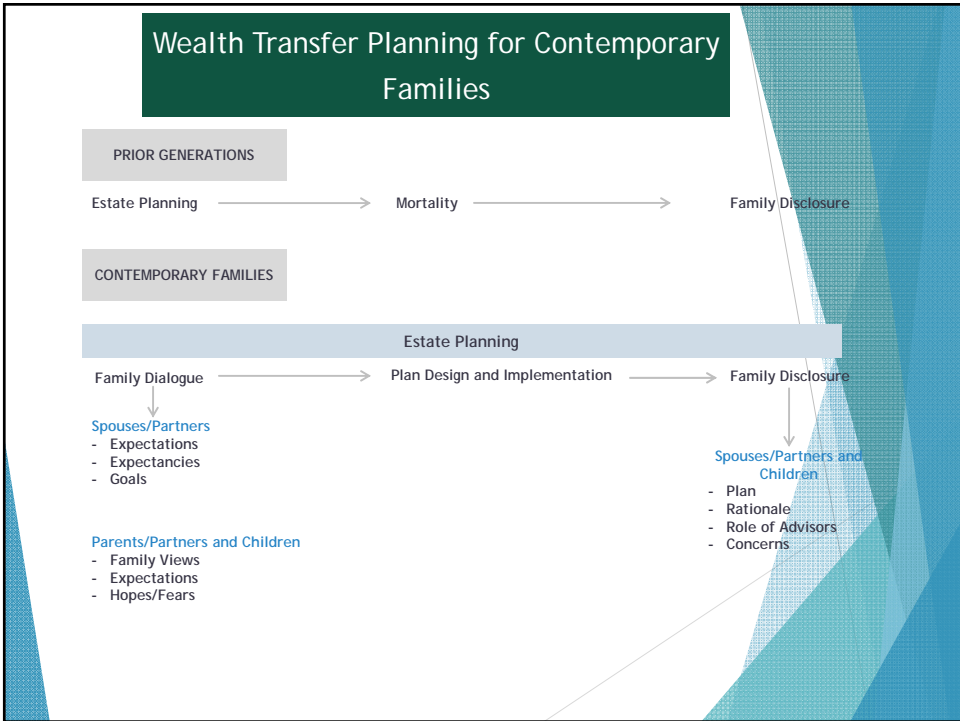 Wealth Transfer Planning for Contemporary
Families
PRIOR GENERATIONS
Estate Planning Mortality Family Disclosure
CONTEMPORARY FAMILIES
Estate Planning
Family Dialogue Plan Design and Implementation Family Disclosure
Spouses/Partners
- Expectations
- Expectancies
- Goals
Parents/Partners and Children
- Family Views
- Expectations
- Hopes/Fears
Spouses/Partners and
Children
- Plan
- Rationale
- Role of Advisors
- Concerns